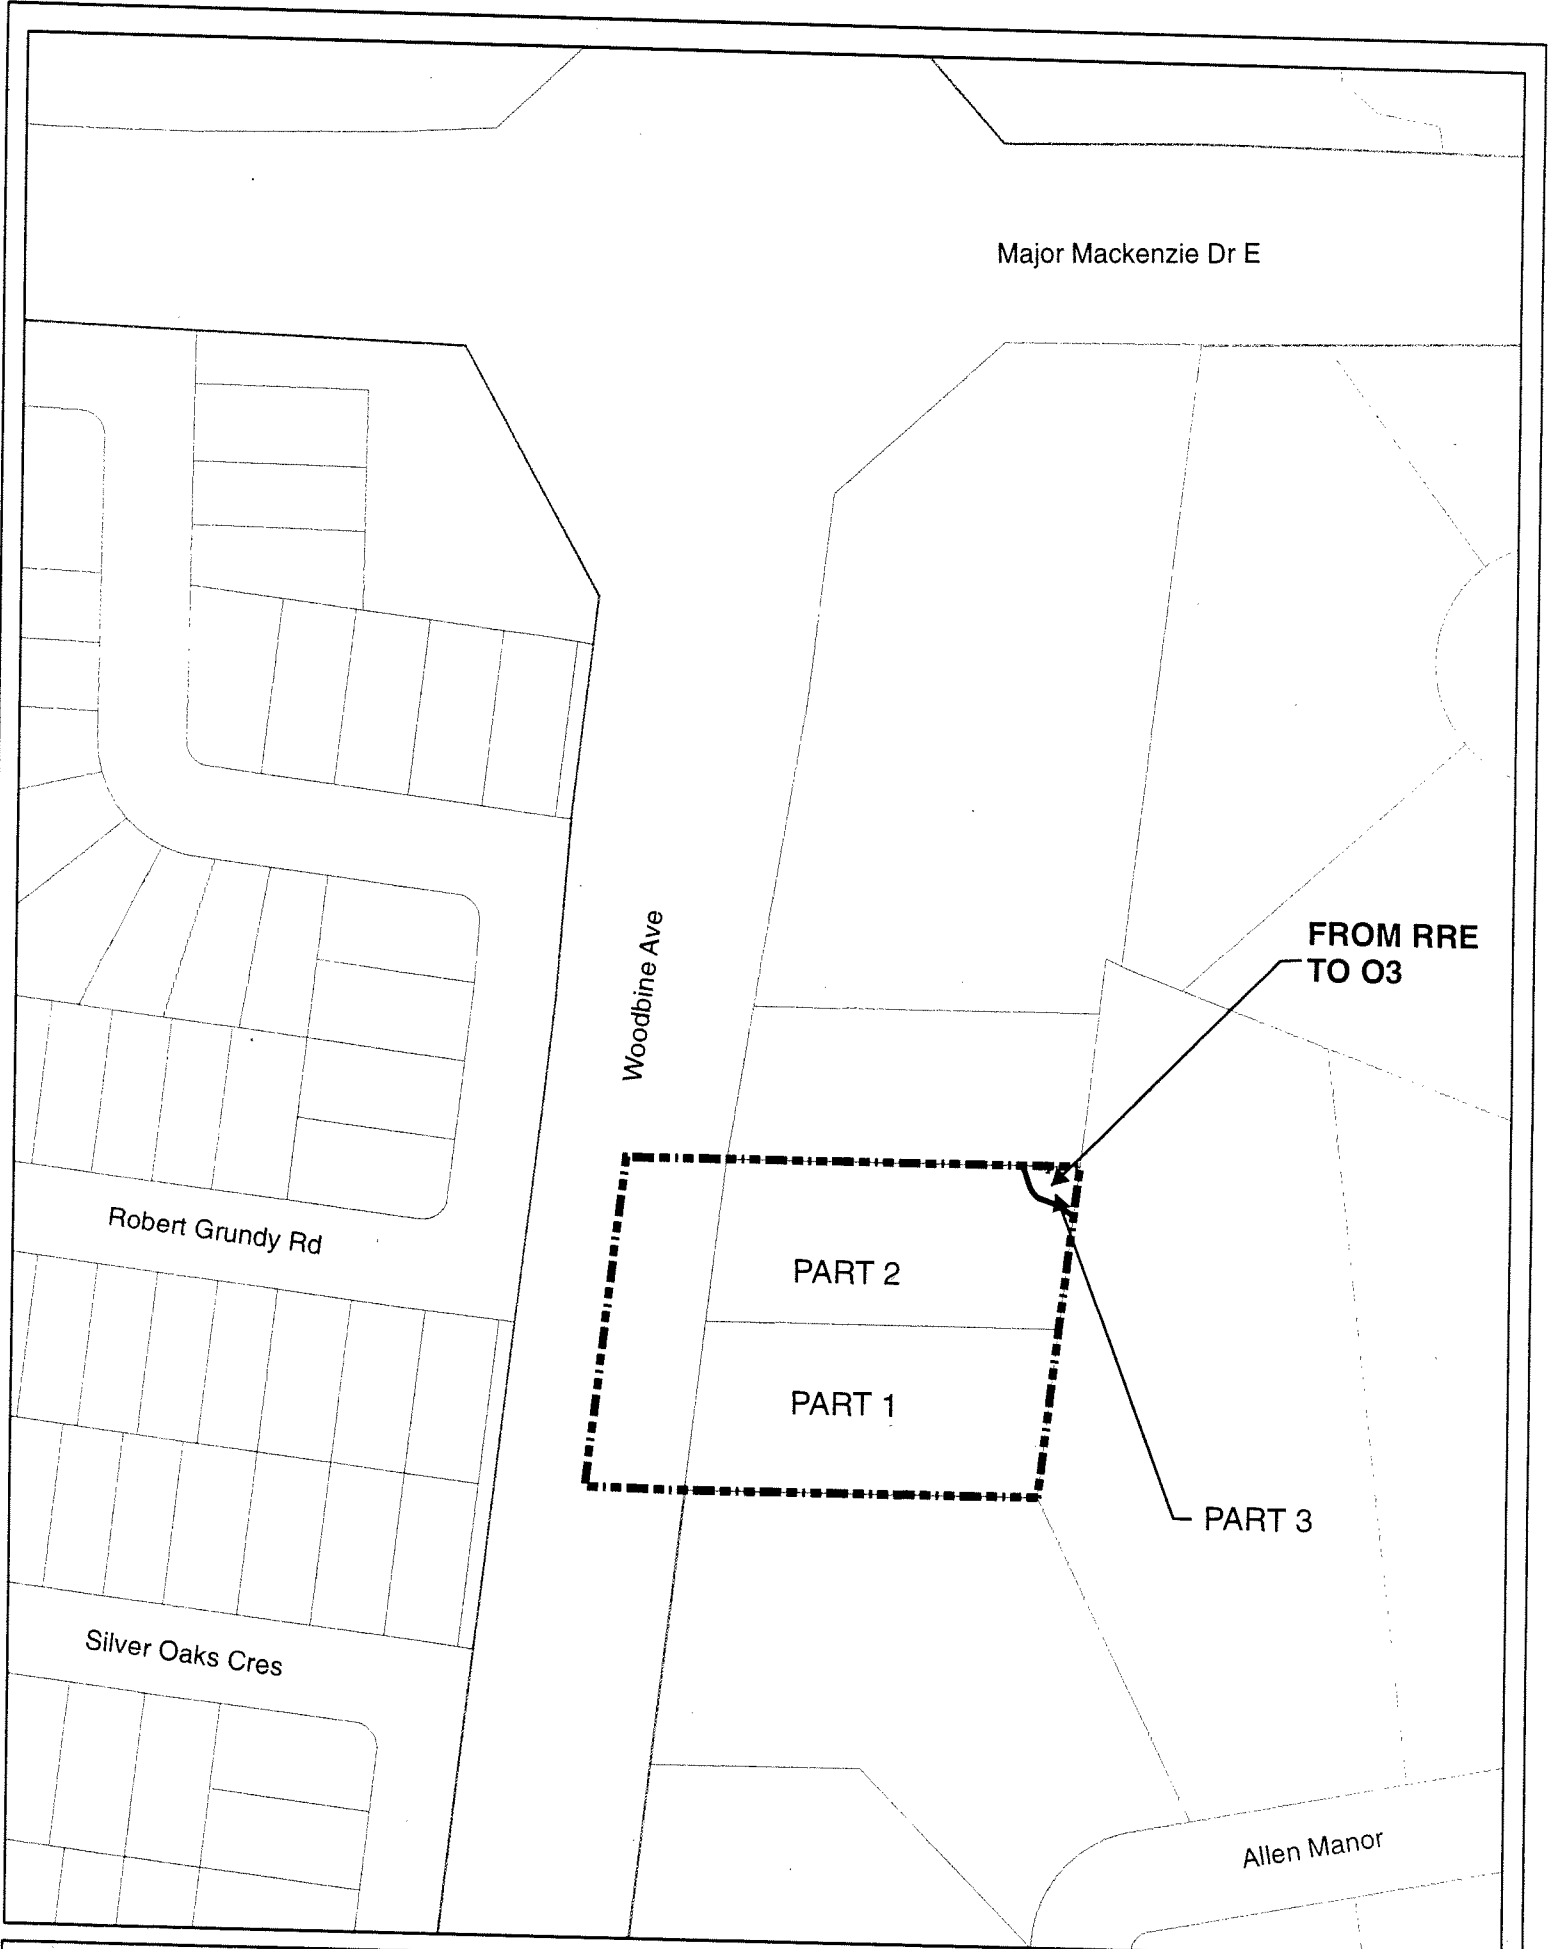 Major Mackenzie Dr E
Woodbine Ave
FROM RRE
TO O3
Robert Grundy Rd
PART 2
PART 1
PART 3
Silver Oaks Cres
Allen Manor